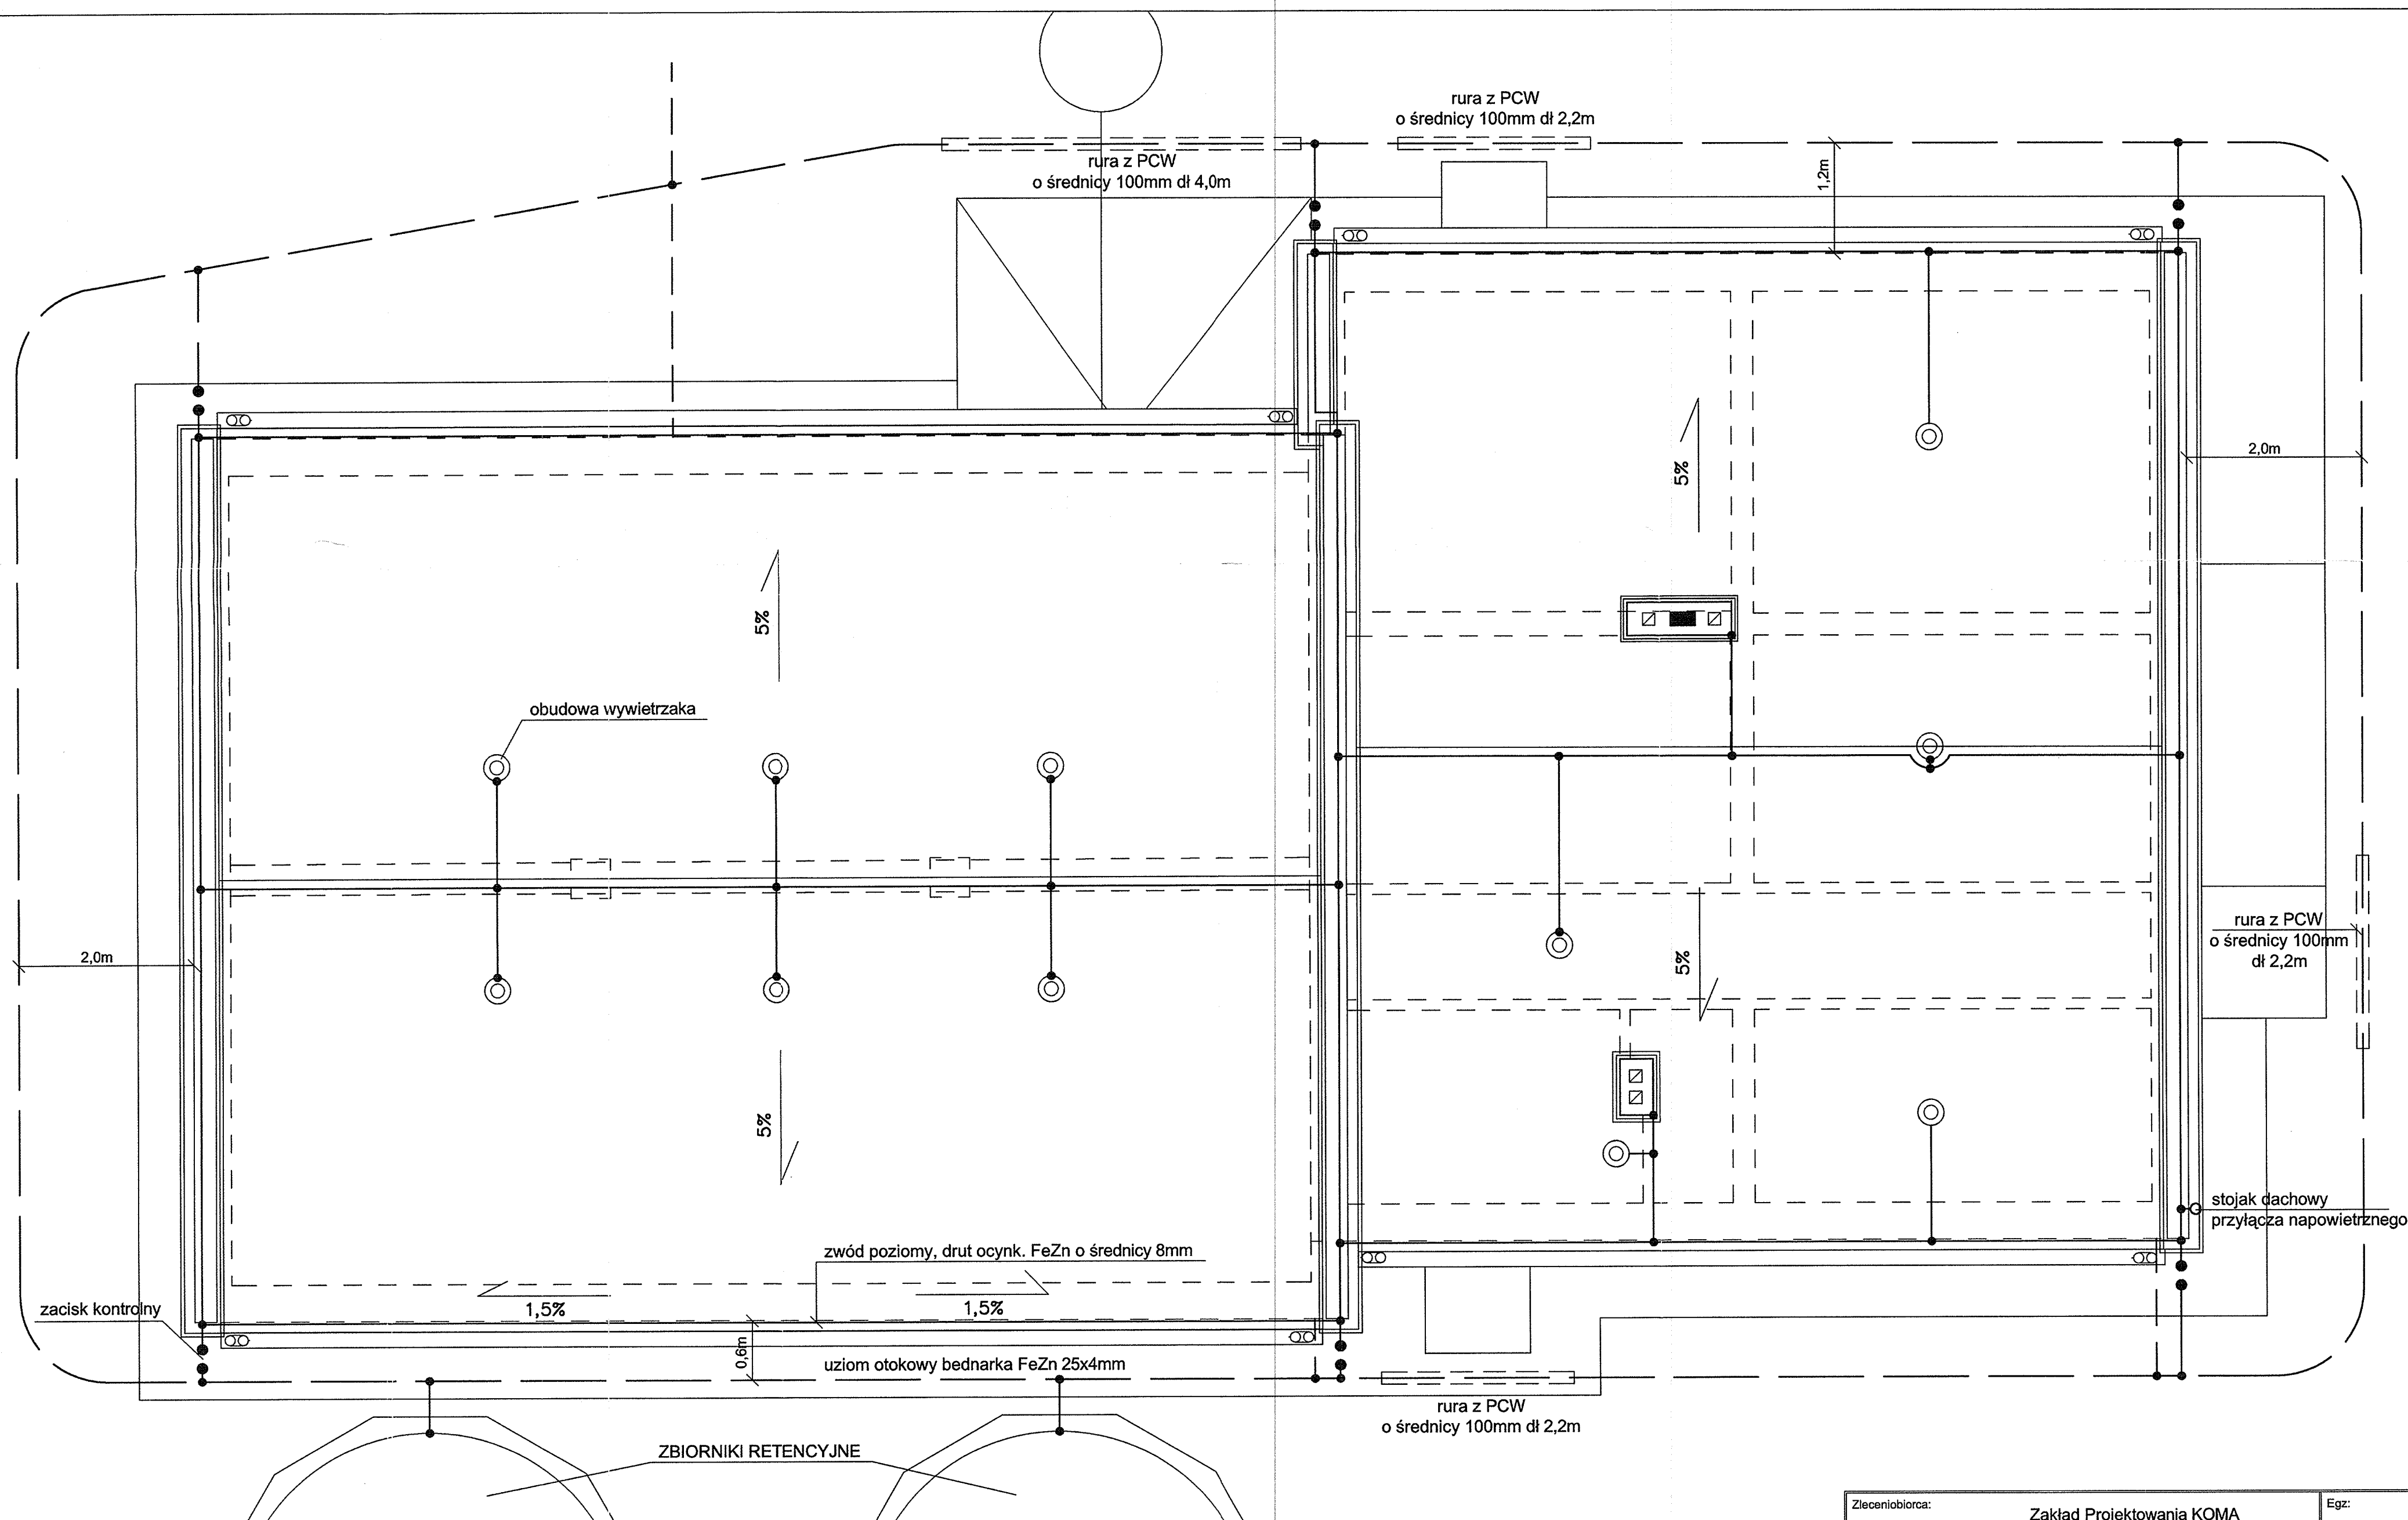 rura z PCW
o średnicy 100mm dł 2,2m
rura z PCW
o średnicy 100mm dł 4,0m
1,2m
5%
2,0m
5%
obudowa wywietrzaka
2,0m
5%
rura z PCW
o średnicy 100mm
dł 2,2m
5%
stojak dachowy
przyłącza napowietrznego
zwód poziomy, drut ocynk. FeZn o średnicy 8mm
zacisk kontrolny
1,5%
1,5%
0,6m
uziom otokowy bednarka FeZn 25x4mm
rura z PCW
o średnicy 100mm dł 2,2m
ZBIORNIKI RETENCYJNE
Zleceniobiorca:
Zakład Projektowania KOMA
Egz: